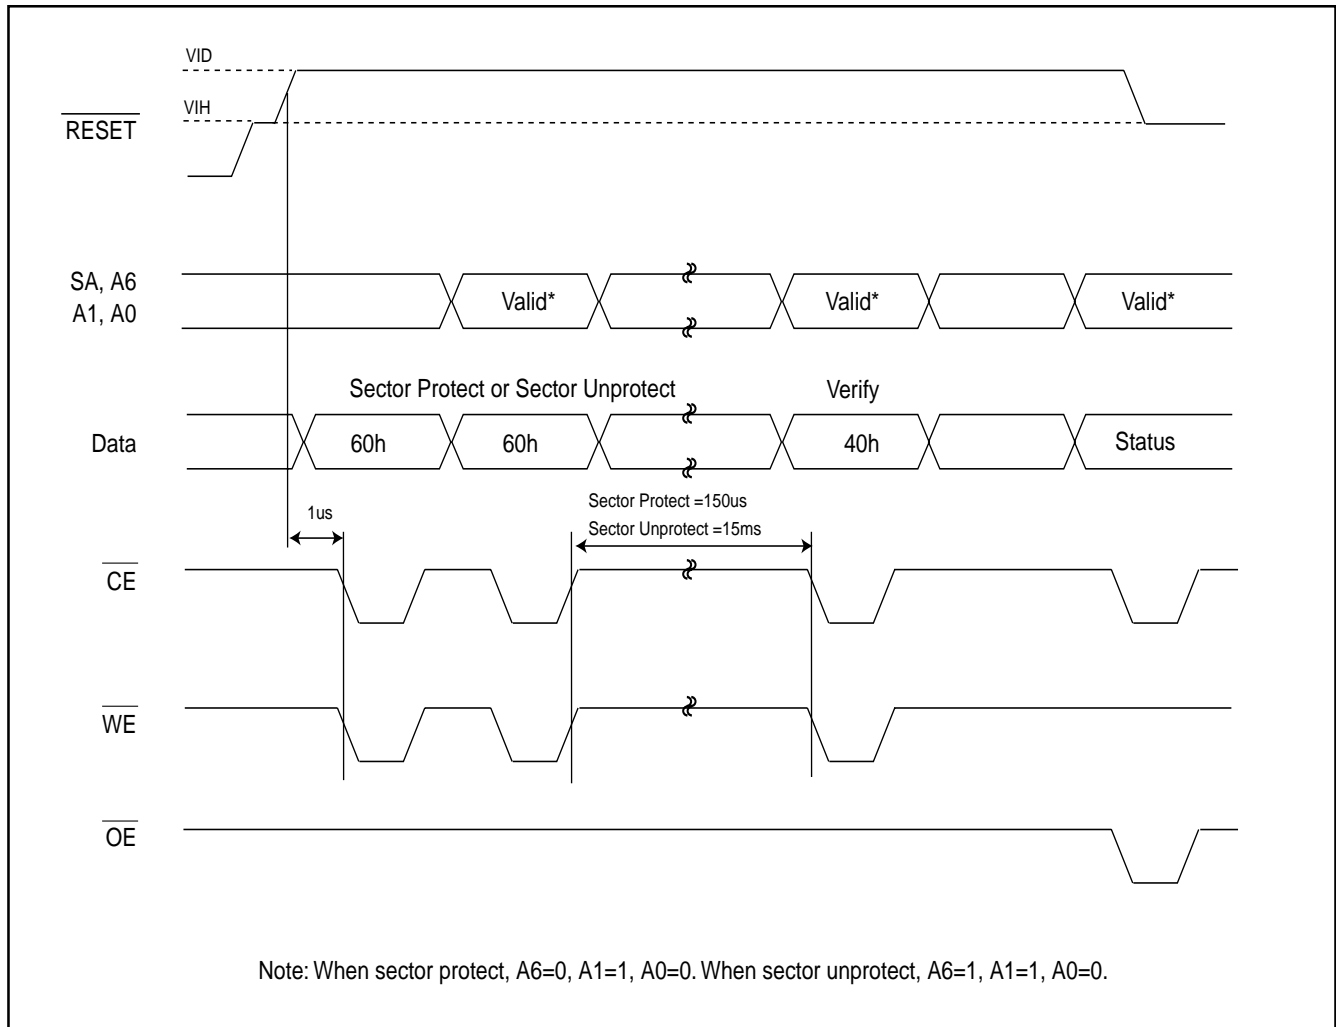 VID
VIH
RESET
SA, A6
A1, A0
Valid*
Valid*
Valid*
Sector Protect or Sector Unprotect
Verify
Data
60h
60h
40h
Status
1us
Sector Protect =150us
Sector Unprotect =15ms
CE
WE
OE
Note: When sector protect, A6=0, A1=1, A0=0. When sector unprotect, A6=1, A1=1, A0=0.